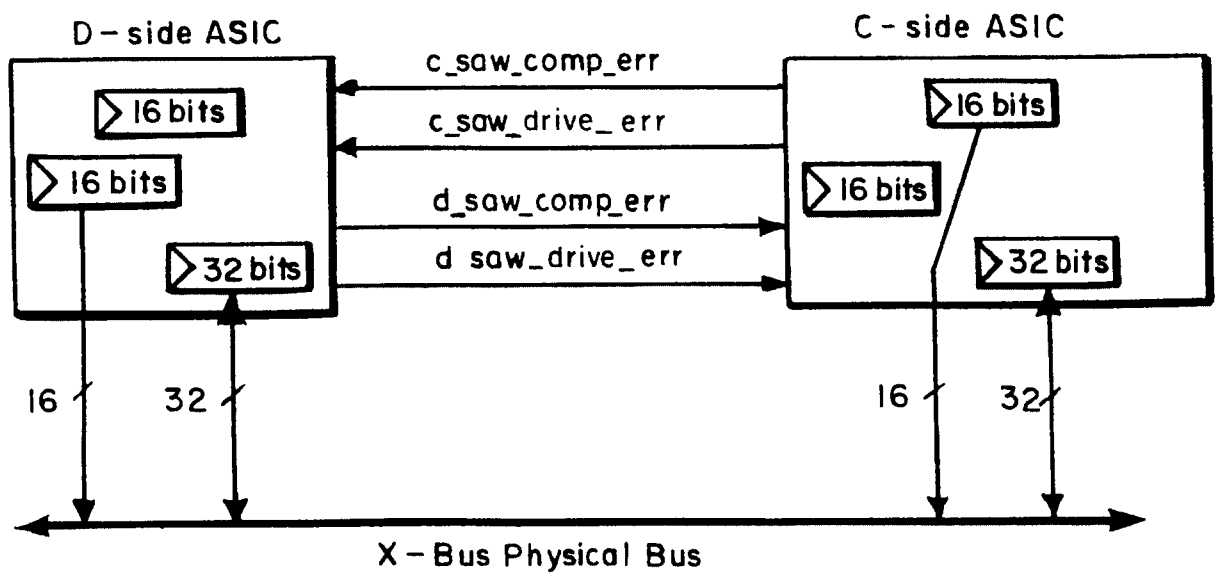 D-side ASIC
C-side ASIC
c_saw_comp_err
c_saw_drive_err
d_saw_comp_err
d saw_drive_err
16 bits
16 bits
32 bits
16 bits
16 bits
32 bits
16
32
16
32
X-Bus Physical Bus